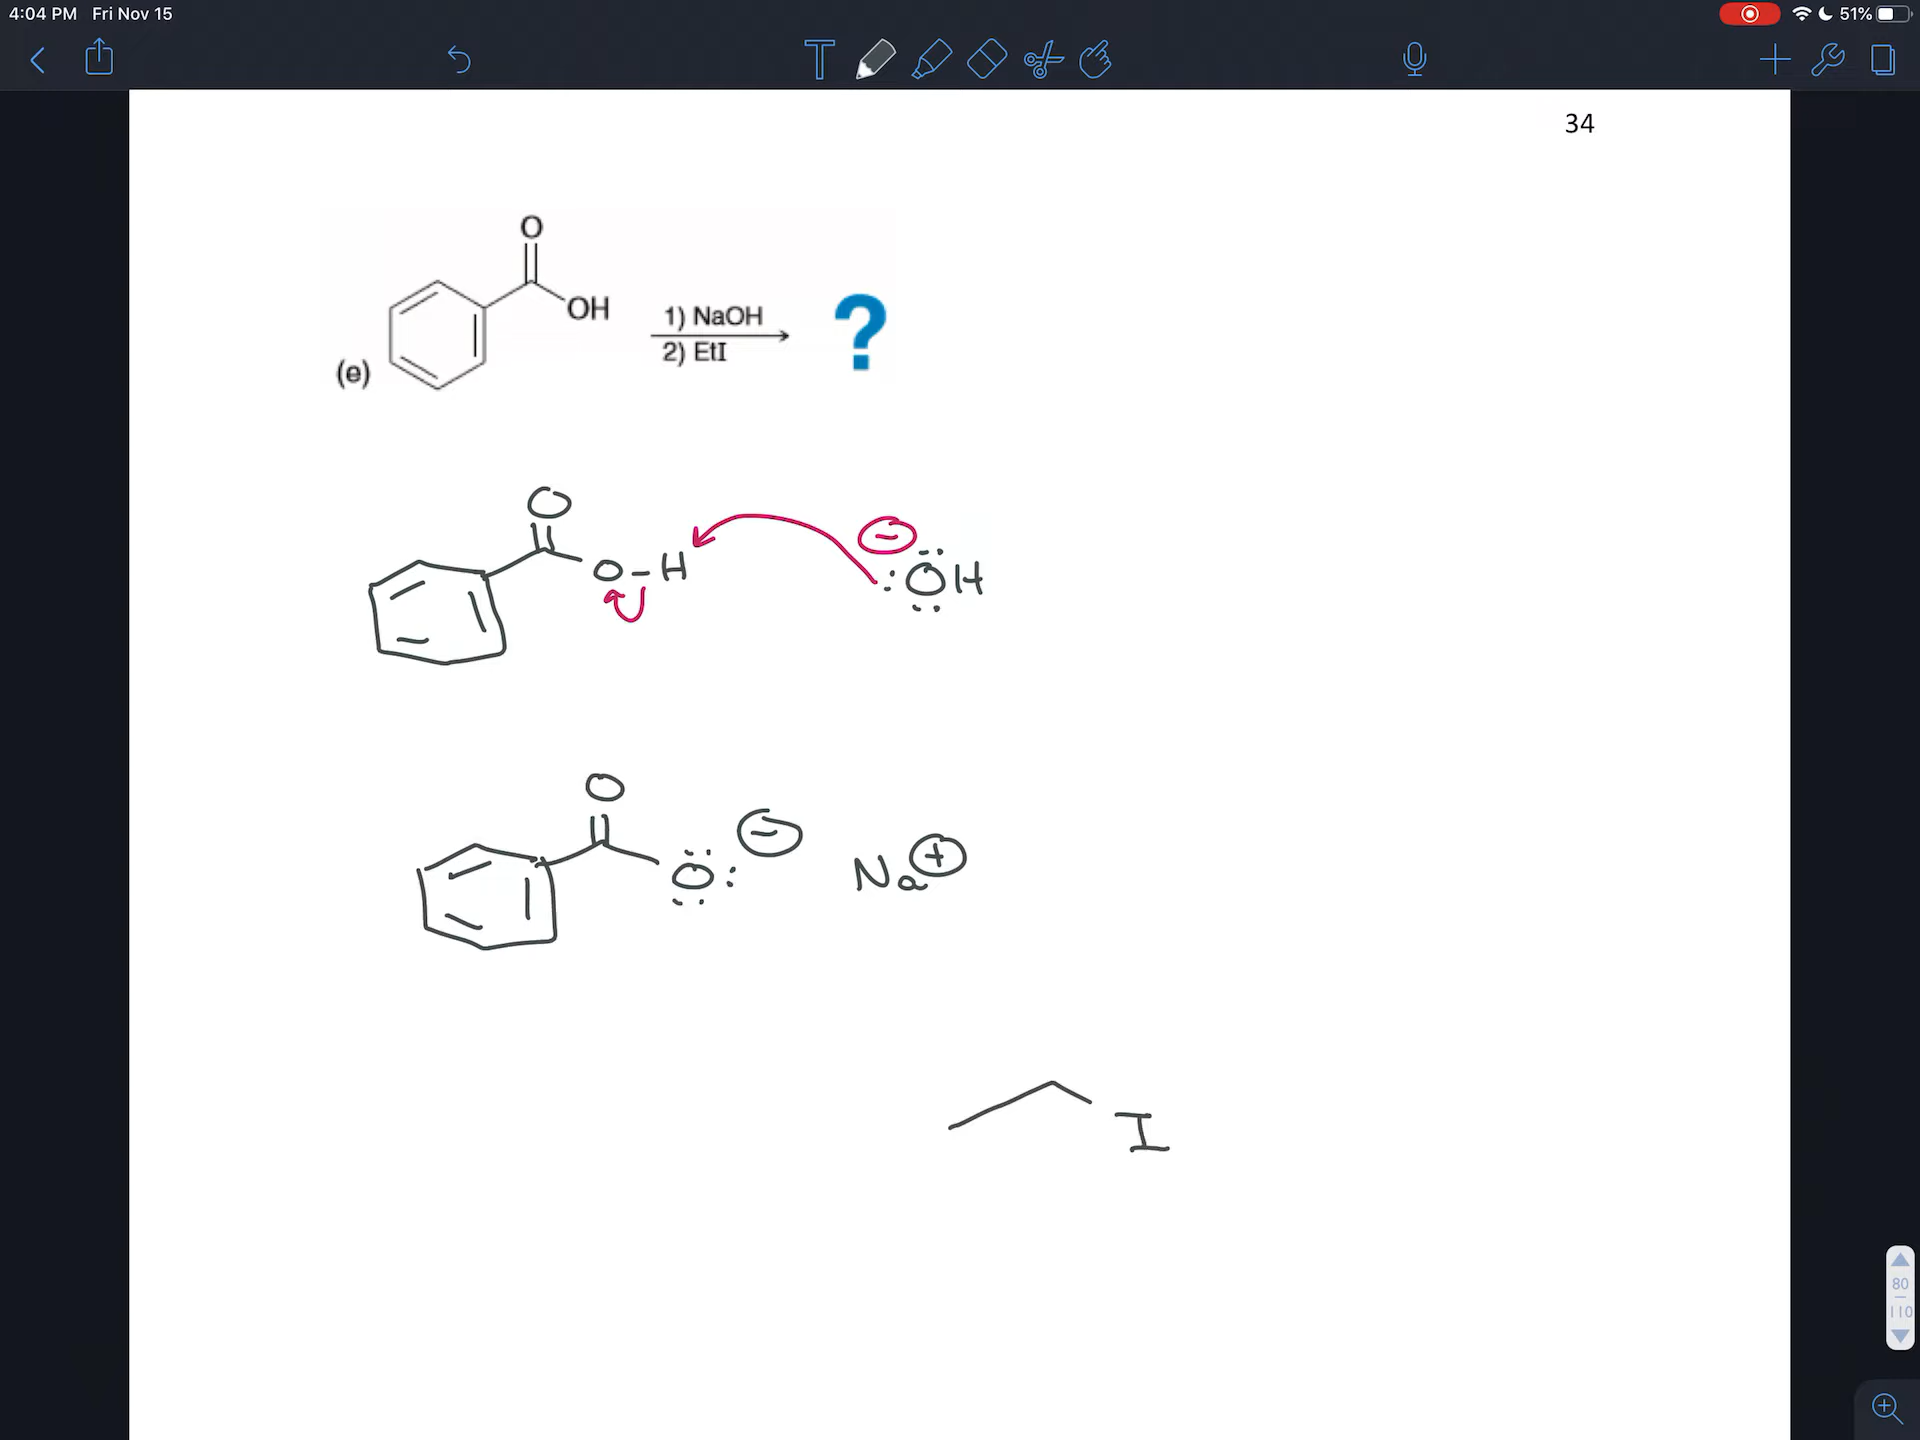 4:04 PM Fri Nov 15
51%
T
34
O
OH
1) NaOH
2) EtI
?
(e)
O
O-H
⊖
:ÖH
O
O:
⊖
Na⊕
I
80
110